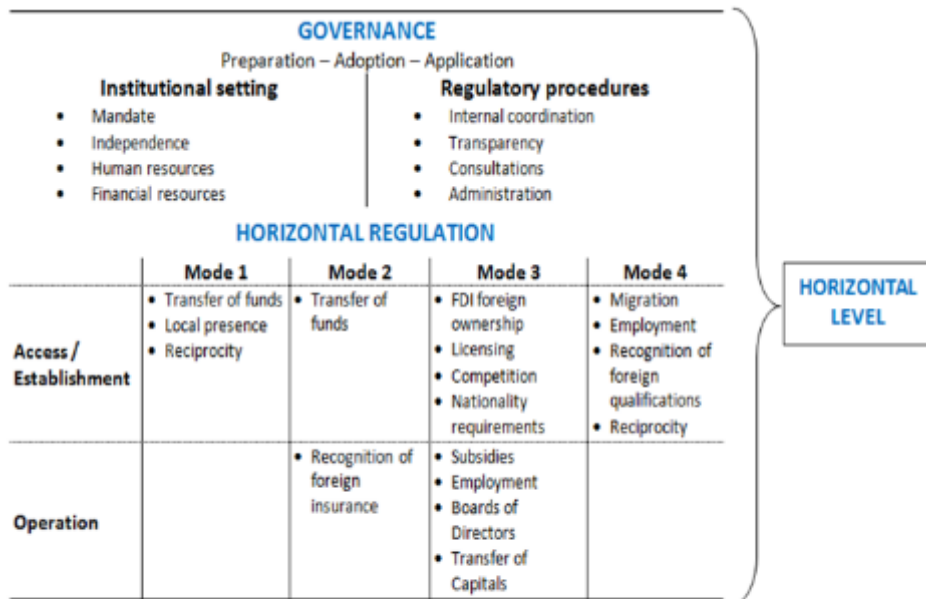 GOVERNANCE
Preparation – Adoption – Application
Institutional setting
• Mandate
• Independence
• Human resources
• Financial resources
Regulatory procedures
• Internal coordination
• Transparency
• Consultations
• Administration
HORIZONTAL REGULATION
Mode 1 Mode 2 Mode 3 Mode 4
Access /
Establishment
• Transfer of funds
• Local presence
• Reciprocity
• Transfer of
funds
• FDI foreign
ownership
• Licensing
• Competition
• Nationality
requirements
• Migration
• Employment
• Recognition of
foreign
qualifications
• Reciprocity
Operation
• Recognition of
foreign
insurance
• Subsidies
• Employment
• Boards of
Directors
• Transfer of
Capitals
HORIZONTAL
LEVEL